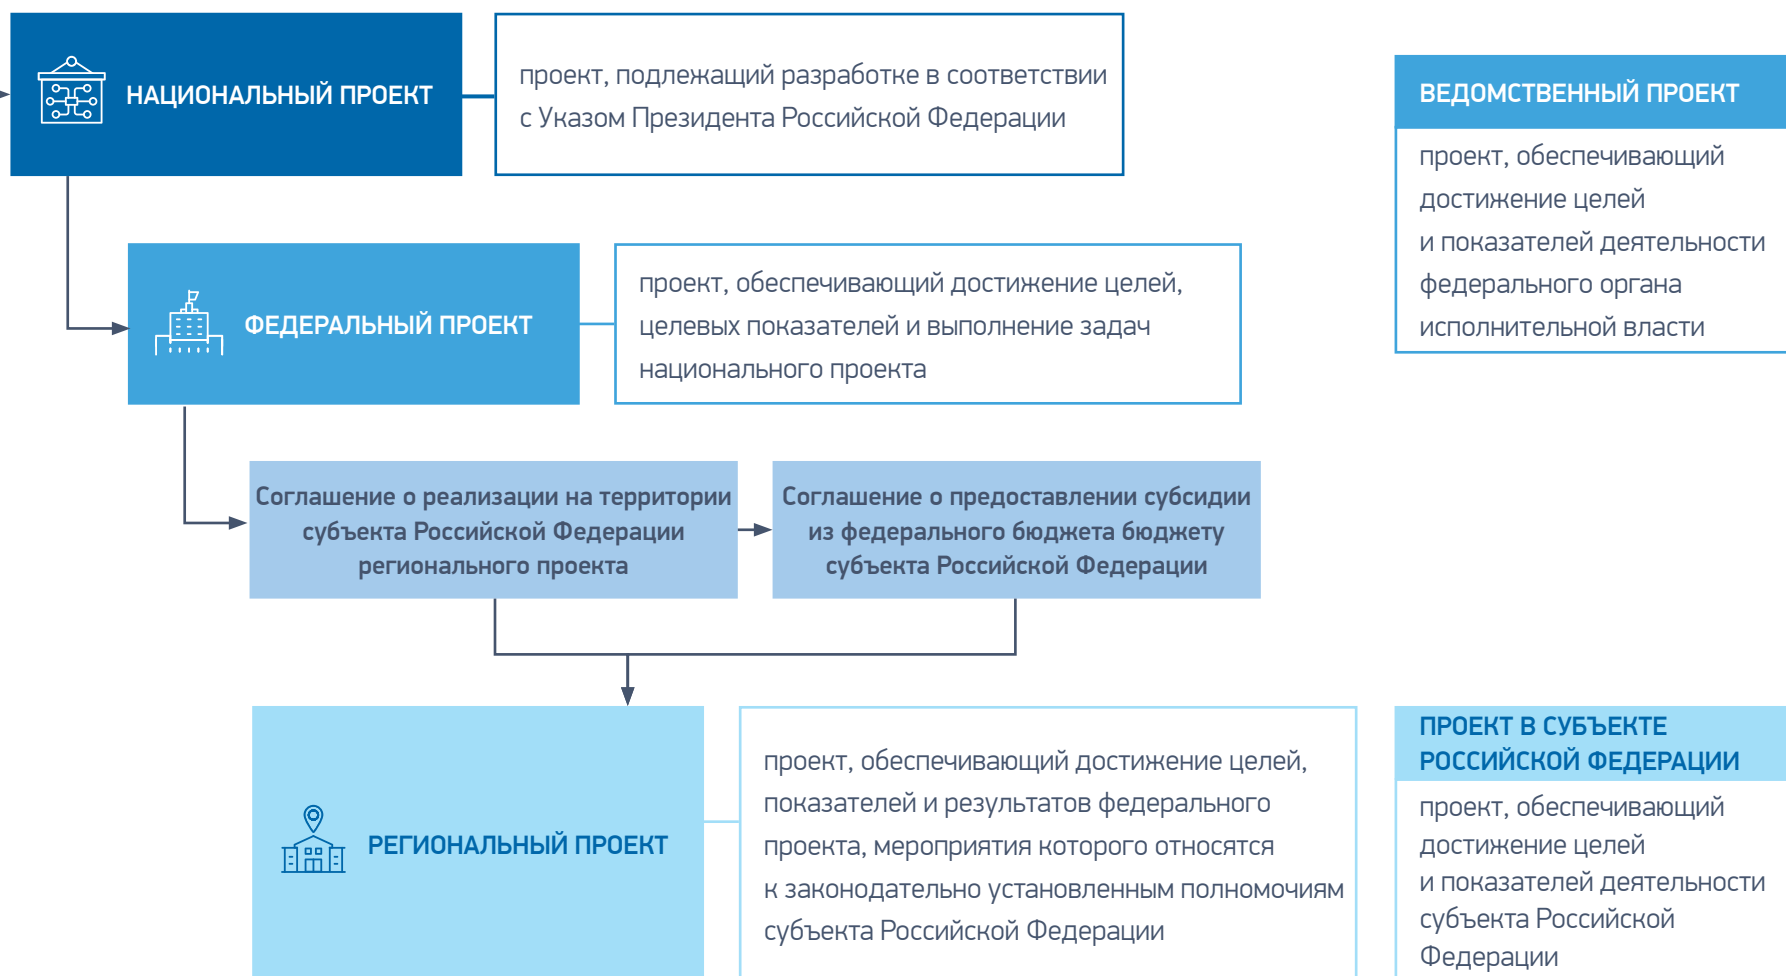 НАЦИОНАЛЬНЫЙ ПРОЕКТ
проект, подлежащий разработке в соответствии
с Указом Президента Российской Федерации
ВЕДОМСТВЕННЫЙ ПРОЕКТ
проект, обеспечивающий
достижение целей
и показателей деятельности
федерального органа
исполнительной власти
ФЕДЕРАЛЬНЫЙ ПРОЕКТ
проект, обеспечивающий достижение целей,
целевых показателей и выполнение задач
национального проекта
Соглашение о реализации на территории
субъекта Российской Федерации
регионального проекта
Соглашение о предоставлении субсидии
из федерального бюджета бюджету
субъекта Российской Федерации
РЕГИОНАЛЬНЫЙ ПРОЕКТ
проект, обеспечивающий достижение целей,
показателей и результатов федерального
проекта, мероприятия которого относятся
к законодательно установленным полномочиям
субъекта Российской Федерации
ПРОЕКТ В СУБЪЕКТЕ
РОССИЙСКОЙ ФЕДЕРАЦИИ
проект, обеспечивающий
достижение целей
и показателей деятельности
субъекта Российской
Федерации